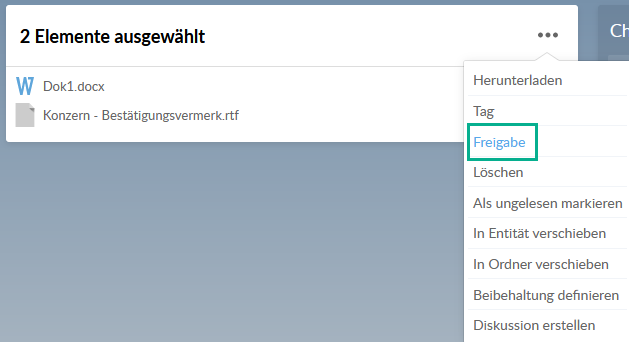 2 Elemente ausgewählt
Dok1.docx
Konzern - Bestätigungsvermerk.rtf
Ch
Herunterladen
Tag
Freigabe
Löschen
Als ungelesen markieren
In Entität verschieben
In Ordner verschieben
Beibehaltung definieren
Diskussion erstellen